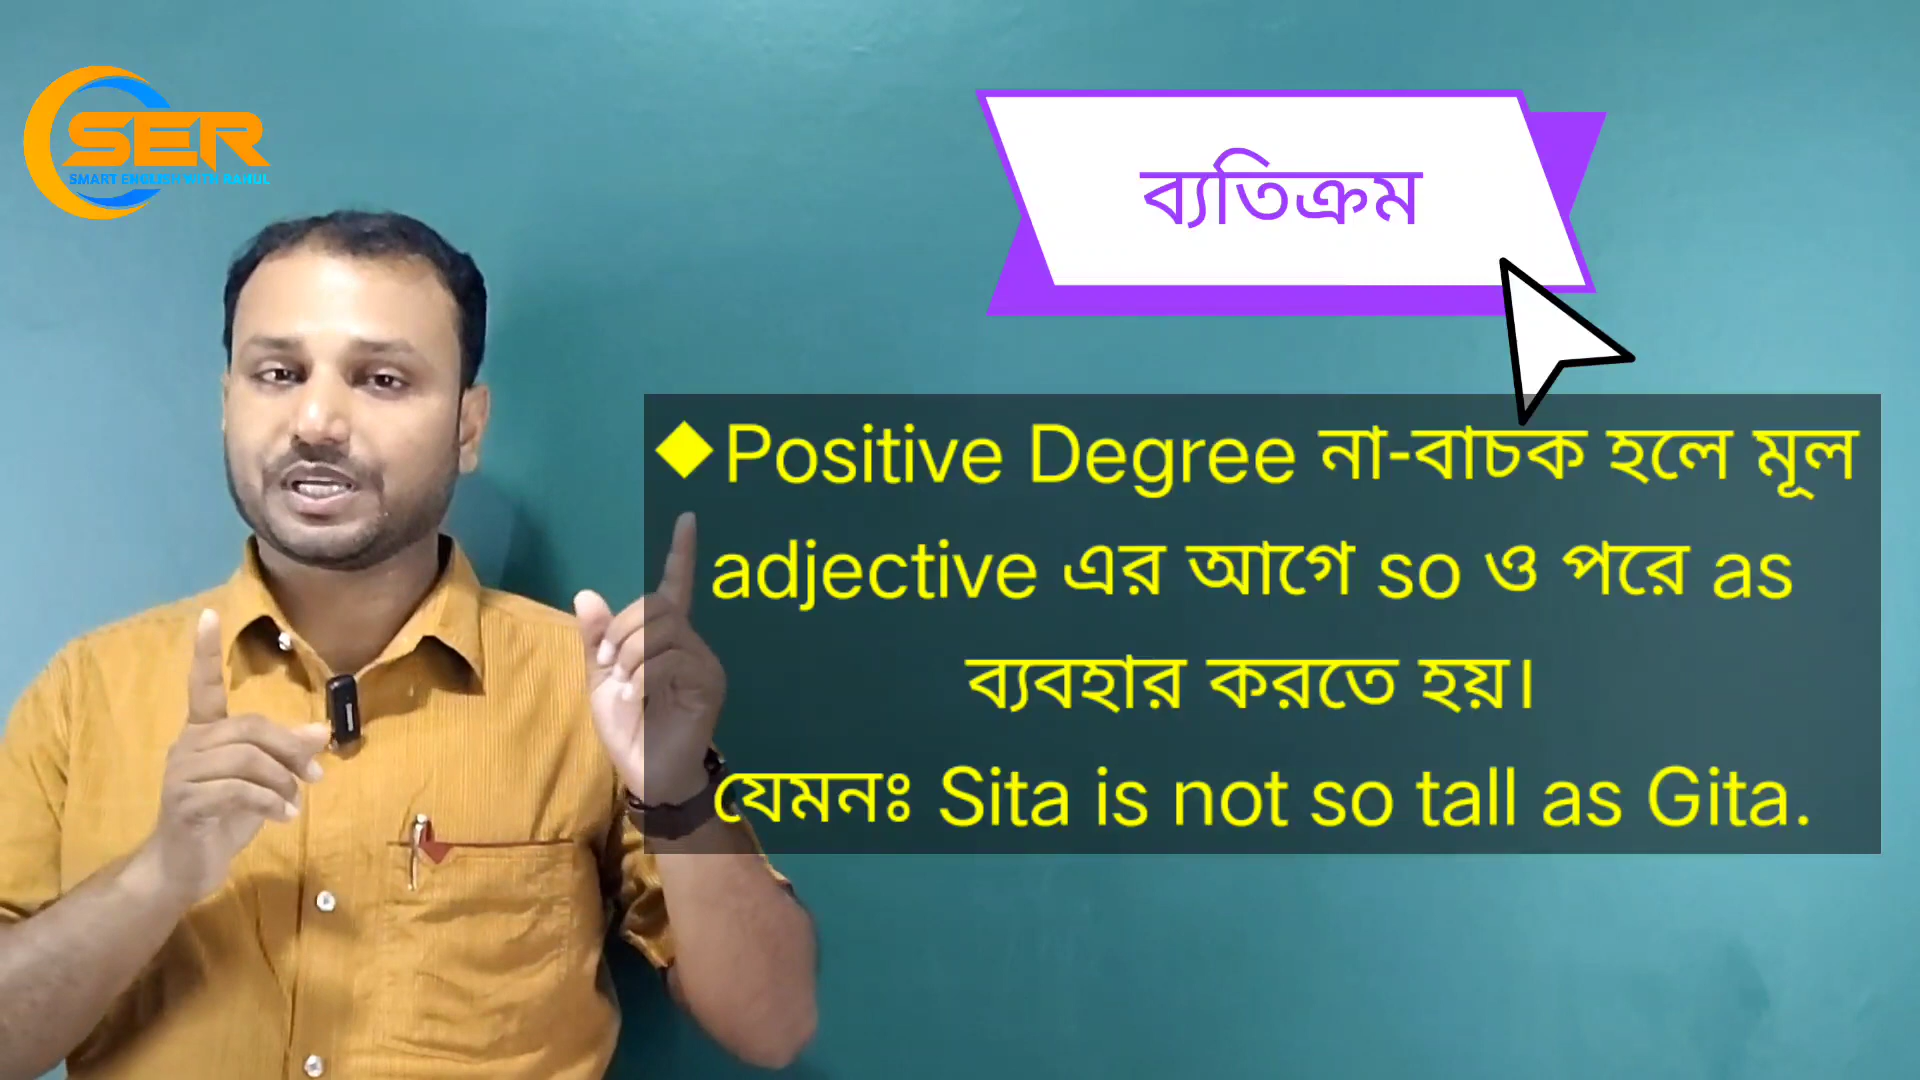 SER
SMART ENGLISH WITH RAHUL
ব্যতিক্রম
◆Positive Degree না-বাচক হলে মূল
adjective এর আগে so ও পরে as
ব্যবহার করতে হয়।
যেমনঃ Sita is not so tall as Gita.